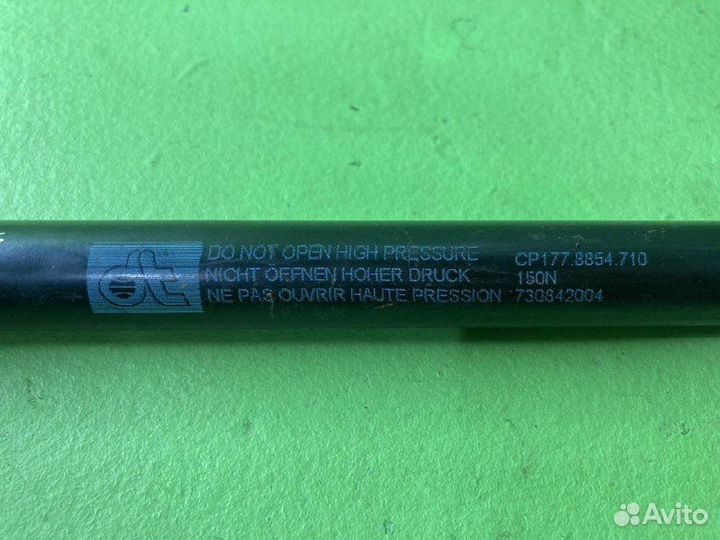 DO NOT OPEN HIGH PRESSURE CP177.8854.710
NICHT ÖFFNEN HOHER DRUCK 150N
NE PAS OUVRIR HAUTE PRESSION 730842004
Avito